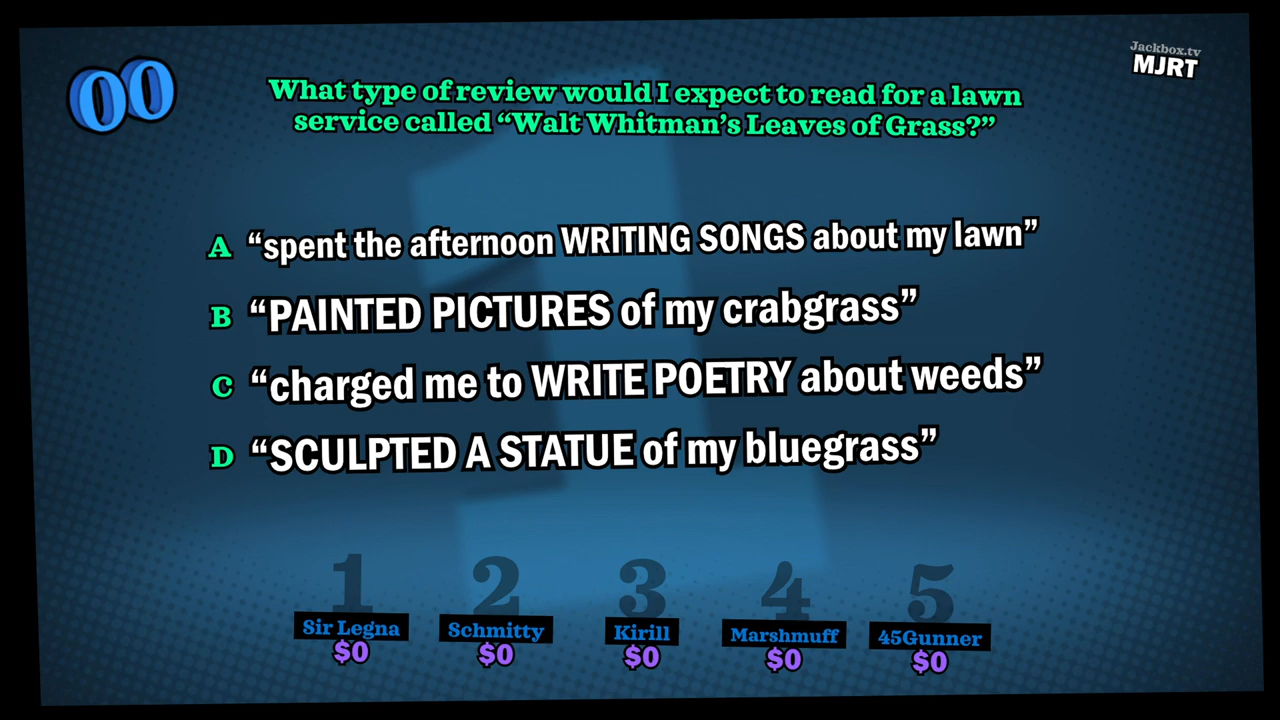 00
Jackbox.tv
MJRT
What type of review would I expect to read for a lawn
service called “Walt Whitman’s Leaves of Grass?”
A “spent the afternoon WRITING SONGS about my lawn”
B “PAINTED PICTURES of my crabgrass”
C “charged me to WRITE POETRY about weeds”
D “SCULPTED A STATUE of my bluegrass”
1
1 2 3 4 5
Sir Legna Schmitty Kirill Marshmuff 45Gunner
$0 $0 $0 $0 $0